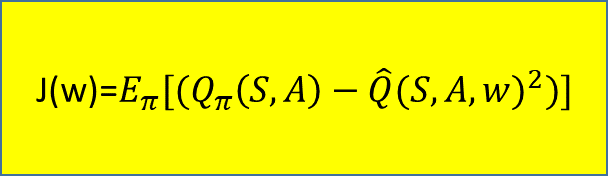 J(w)=E_π[(Q_π(S, A) − Q̂(S, A, w)²)]